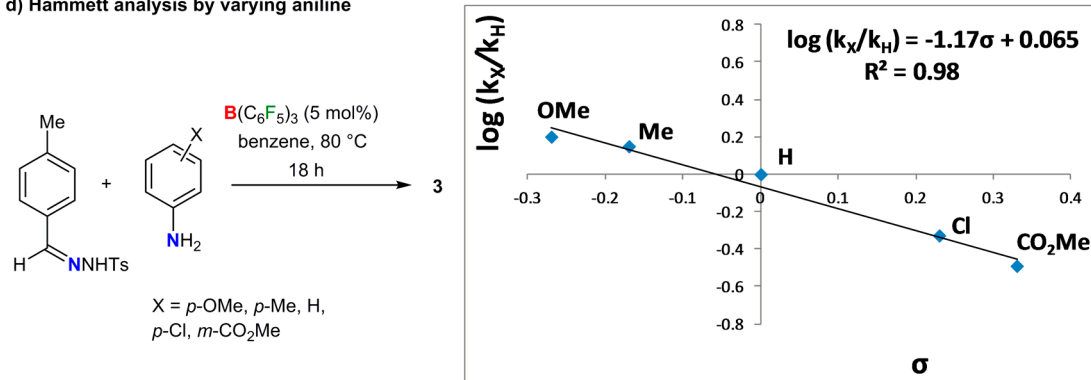 d) Hammett analysis by varying aniline
Me
H
NNHTs
+
X
NH2
B(C6F5)3 (5 mol%)
benzene, 80 °C
18 h
3
X = p-OMe, p-Me, H,
p-Cl, m-CO2Me
log (kX/kH)
log (kX/kH) = -1.17σ + 0.065
R² = 0.98
0.8
0.6
0.4
0.2
0
-0.2
-0.4
-0.6
-0.8
-0.3
-0.2
-0.1
0
0.1
0.2
0.3
0.4
OMe
Me
H
Cl
CO2Me
σ